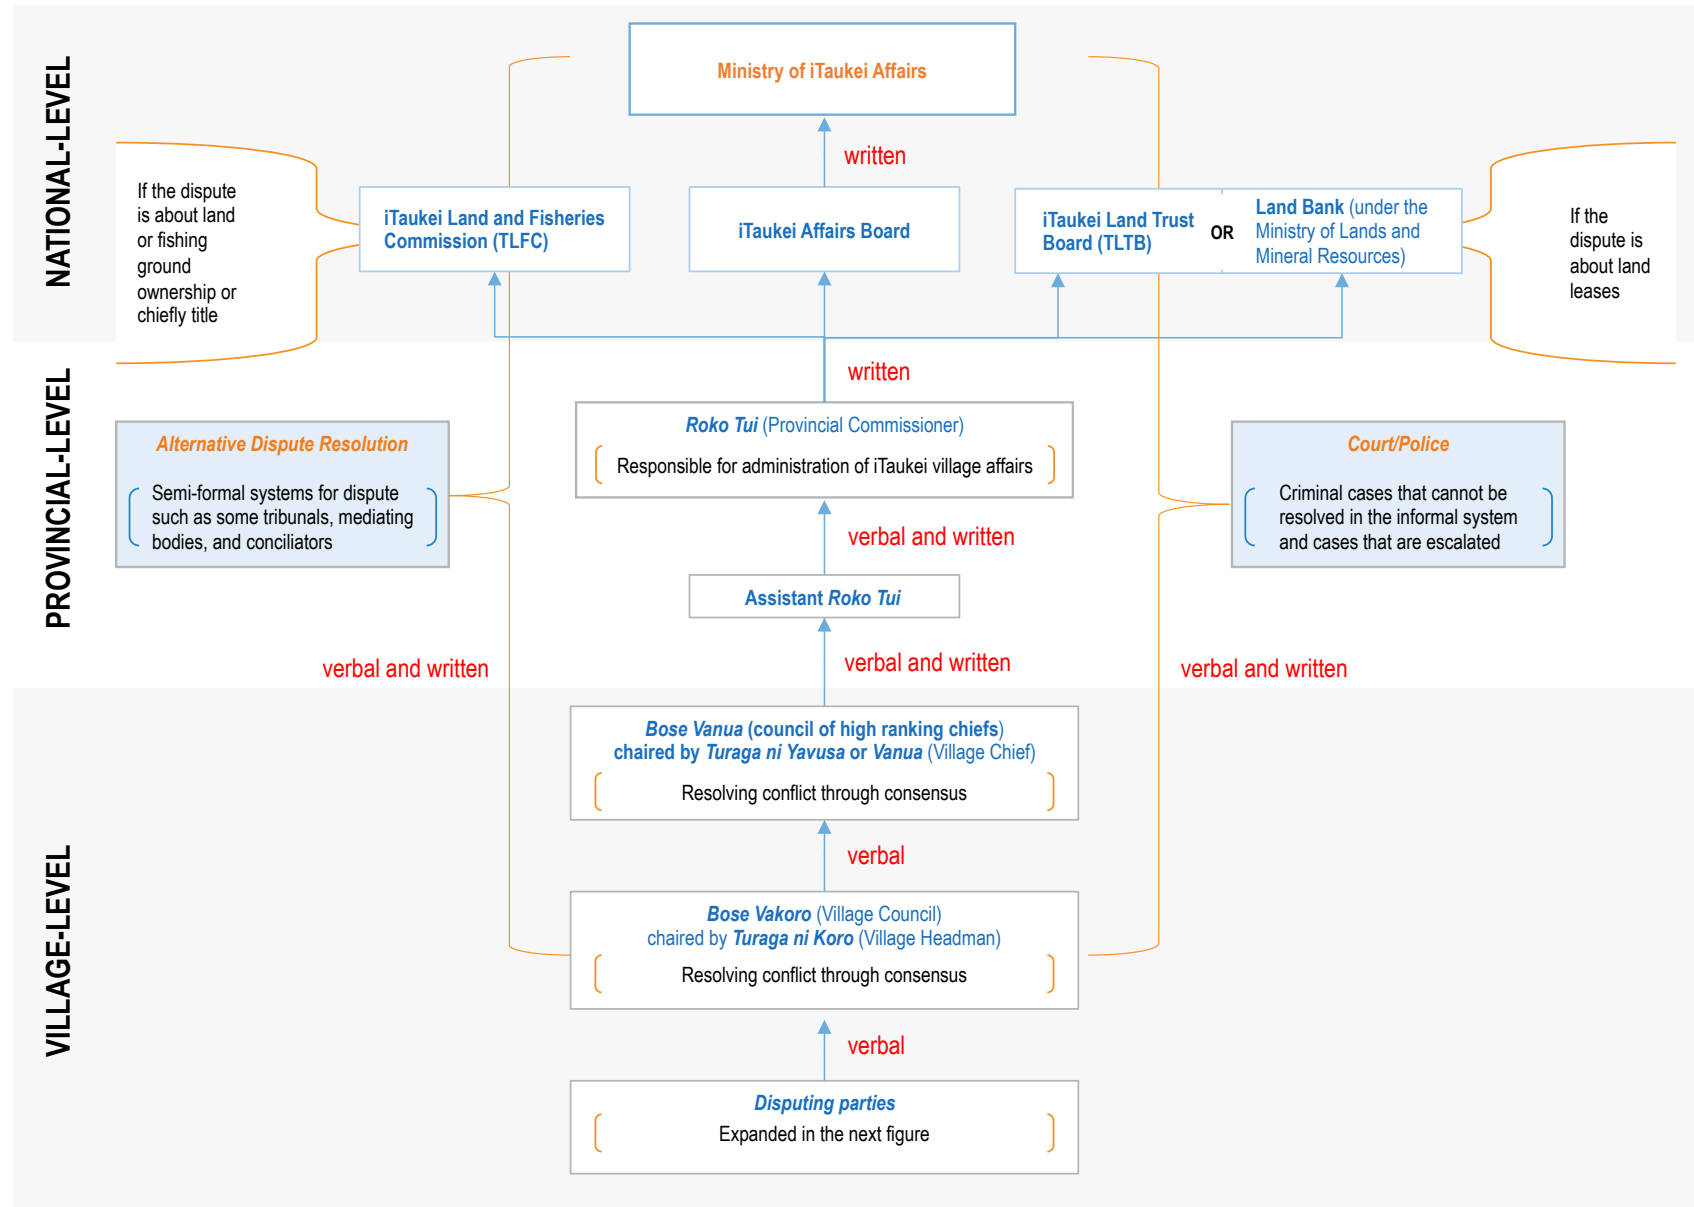 NATIONAL-LEVEL
Ministry of iTaukei Affairs
written
If the dispute
is about land
or fishing
ground
ownership or
chiefly title
iTaukei Land and Fisheries
Commission (TLFC)
iTaukei Affairs Board
iTaukei Land Trust
Board (TLTB)
OR
Land Bank (under the
Ministry of Lands and
Mineral Resources)
If the
dispute is
about land
leases
PROVINCIAL-LEVEL
written
Alternative Dispute Resolution
Semi-formal systems for dispute
such as some tribunals, mediating
bodies, and conciliators
Roko Tui (Provincial Commissioner)
Responsible for administration of iTaukei village affairs
Court/Police
Criminal cases that cannot be
resolved in the informal system
and cases that are escalated
verbal and written
Assistant Roko Tui
verbal and written
verbal and written
verbal and written
VILLAGE-LEVEL
Bose Vanua (council of high ranking chiefs)
chaired by Turaga ni Yavusa or Vanua (Village Chief)
Resolving conflict through consensus
verbal
Bose Vakoro (Village Council)
chaired by Turaga ni Koro (Village Headman)
Resolving conflict through consensus
verbal
Disputing parties
Expanded in the next figure